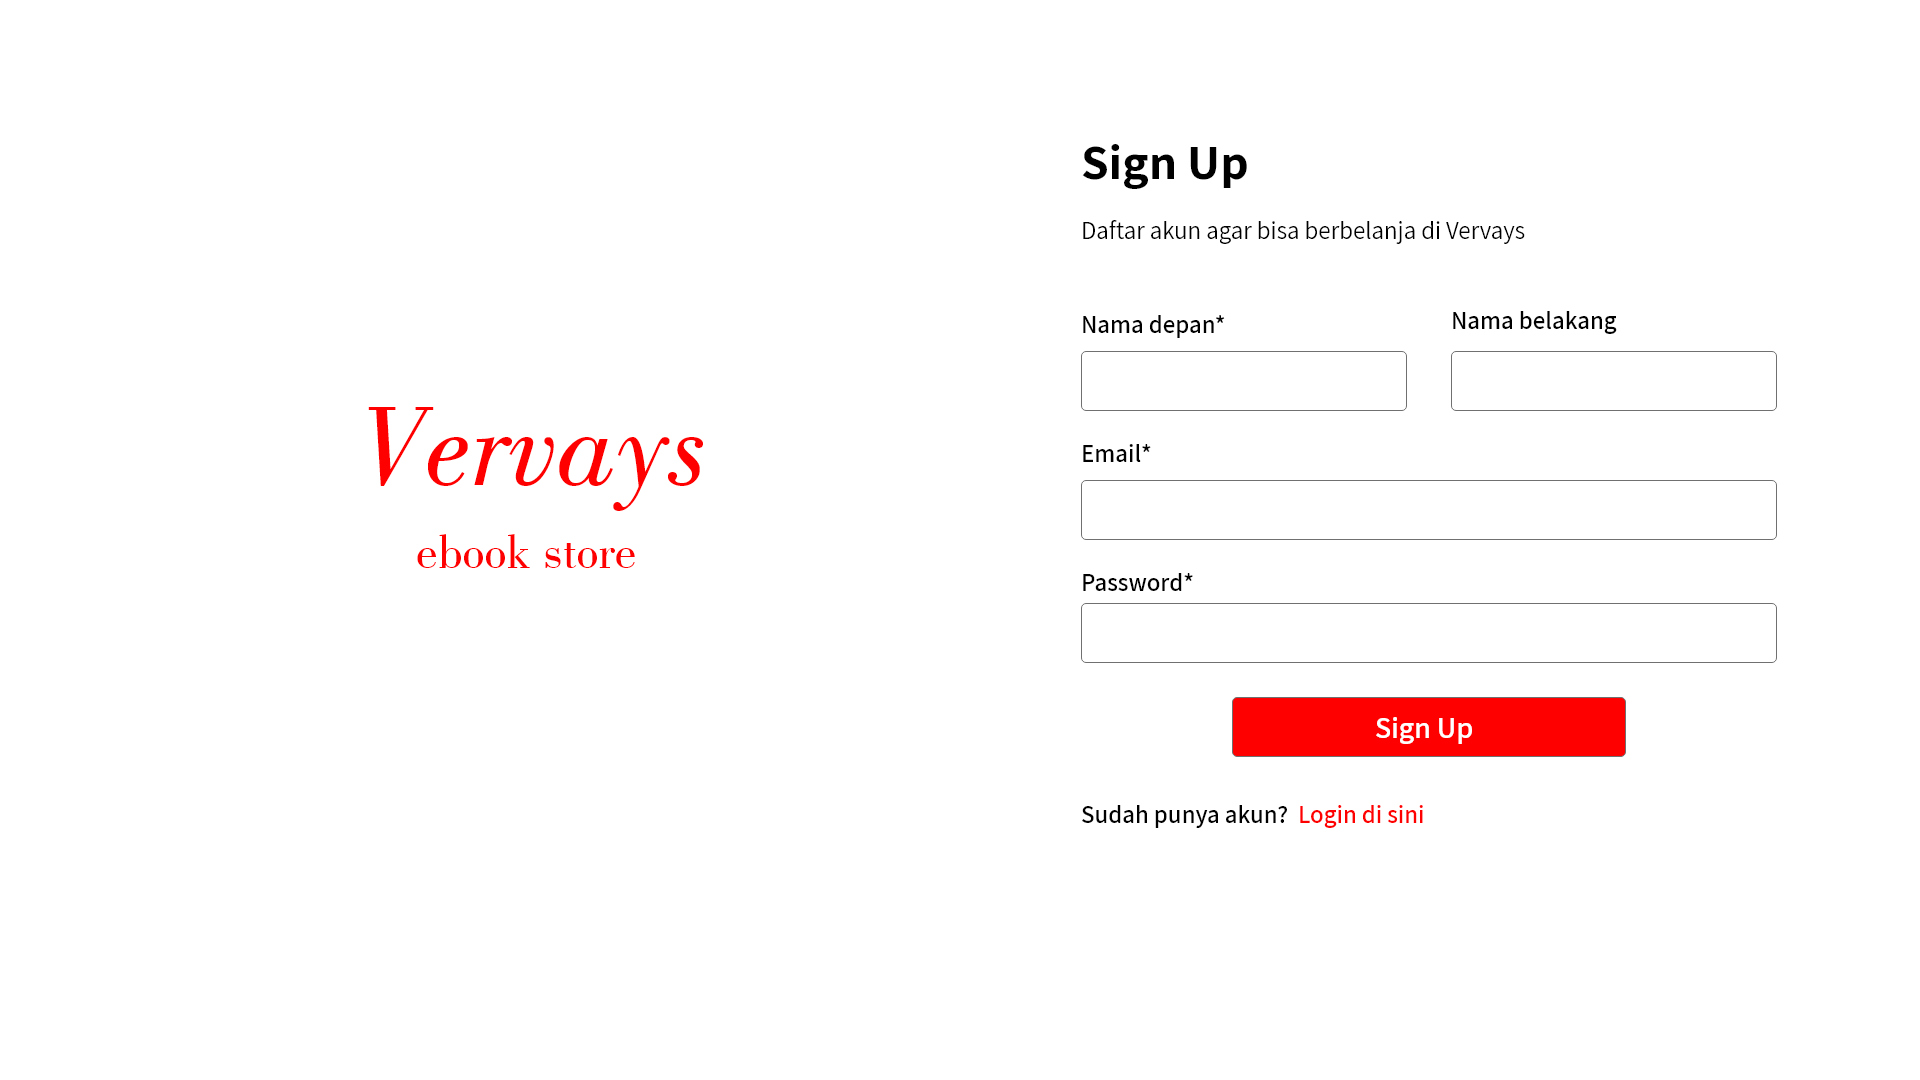 Vervays
ebook store
Sign Up
Daftar akun agar bisa berbelanja di Vervays
Nama depan*
Nama belakang
Email*
Password*
Sign Up
Sudah punya akun? Login di sini